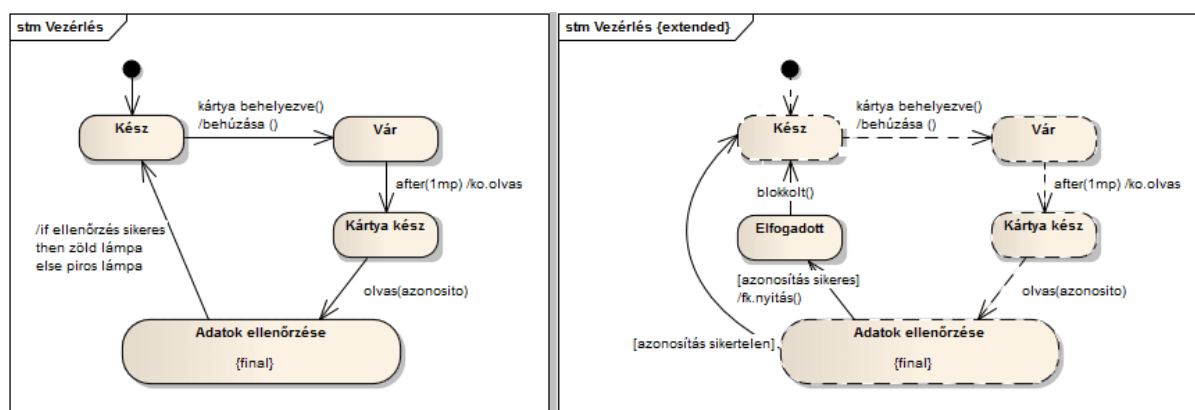 stm Vezérlés
kártya behelyezve()
/behúzása ()
Kész
Vár
after(1mp) /ko.olvas
/if ellenőrzés sikeres
then zöld lámpa
else piros lámpa
Kártya kész
olvas(azonosito)
Adatok ellenőrzése
{final}
stm Vezérlés {extended}
kártya behelyezve()
/behúzása ()
Kész
Vár
after(1mp) /ko.olvas
blokkolt()
Elfogadott
Kártya kész
[azonosítás sikeres]
/fk.nyitás()
olvas(azonosito)
Adatok ellenőrzése
[azonosítás sikertelen]
{final}